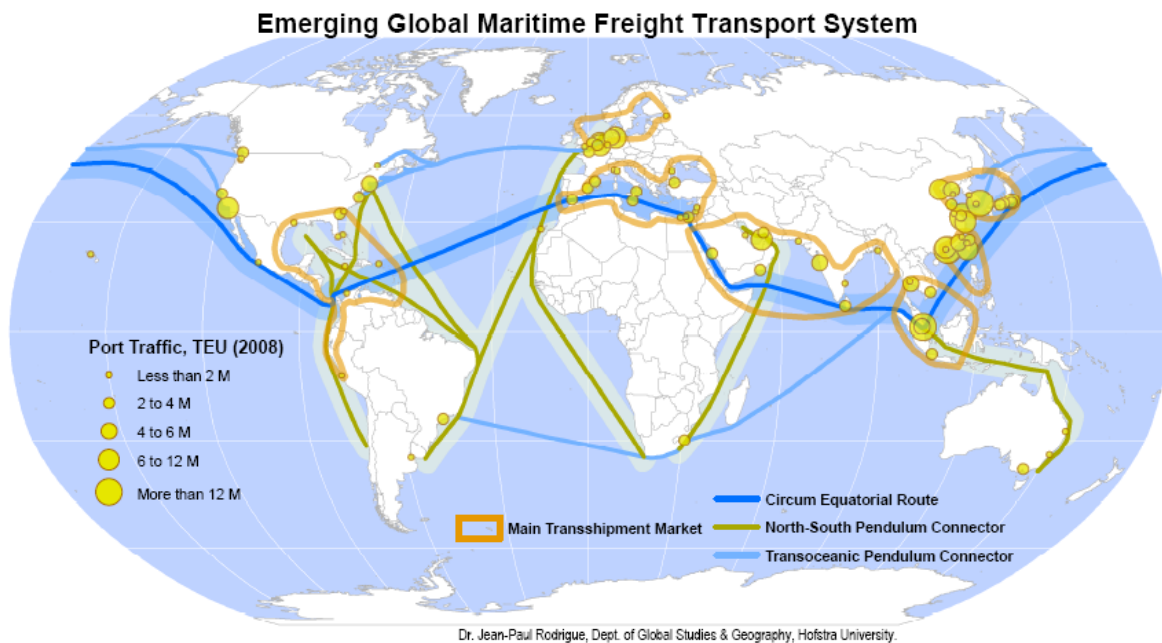 Emerging Global Maritime Freight Transport System
Port Traffic, TEU (2008)
Less than 2 M
2 to 4 M
4 to 6 M
6 to 12 M
More than 12 M
Main Transshipment Market
Circum Equatorial Route
North-South Pendulum Connector
Transoceanic Pendulum Connector
Dr. Jean-Paul Rodrigue, Dept. of Global Studies & Geography, Hofstra University.